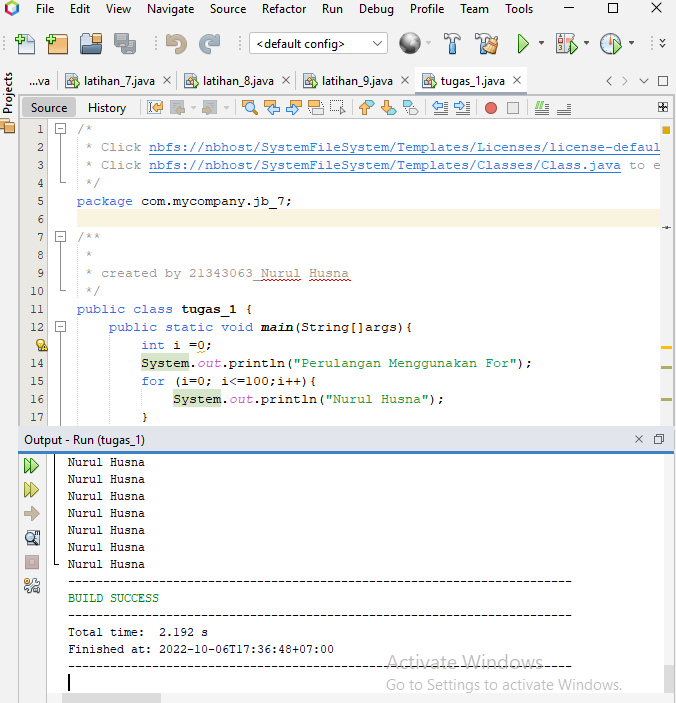 File Edit View Navigate Source Refactor Run Debug Profile Team Tools
<default config>
Projects
...va latihan_7.java latihan_8.java latihan_9.java tugas_1.java
Source History
1 /*
2 * Click nbfs://nbhost/SystemFileSystem/Templates/Licenses/license-defaul
3 * Click nbfs://nbhost/SystemFileSystem/Templates/Classes/Class.java to e
4 */
5 package com.mycompany.jb_7;
6
7 /**
8 *
9 * created by 21343063_Nurul Husna
10 */
11 public class tugas_1 {
12 public static void main(String[]args){
int i =0;
14 System.out.println("Perulangan Menggunakan For");
15 for (i=0; i<=100;i++){
16 System.out.println("Nurul Husna");
17 }
Output - Run (tugas_1)
Nurul Husna
Nurul Husna
Nurul Husna
Nurul Husna
Nurul Husna
Nurul Husna
Nurul Husna
------------------------------------------------------------------------
BUILD SUCCESS
------------------------------------------------------------------------
Total time: 2.192 s
Finished at: 2022-10-06T17:36:48+07:00
------------------------------------------------------------------------
Activate Windows
Go to Settings to activate Windows.